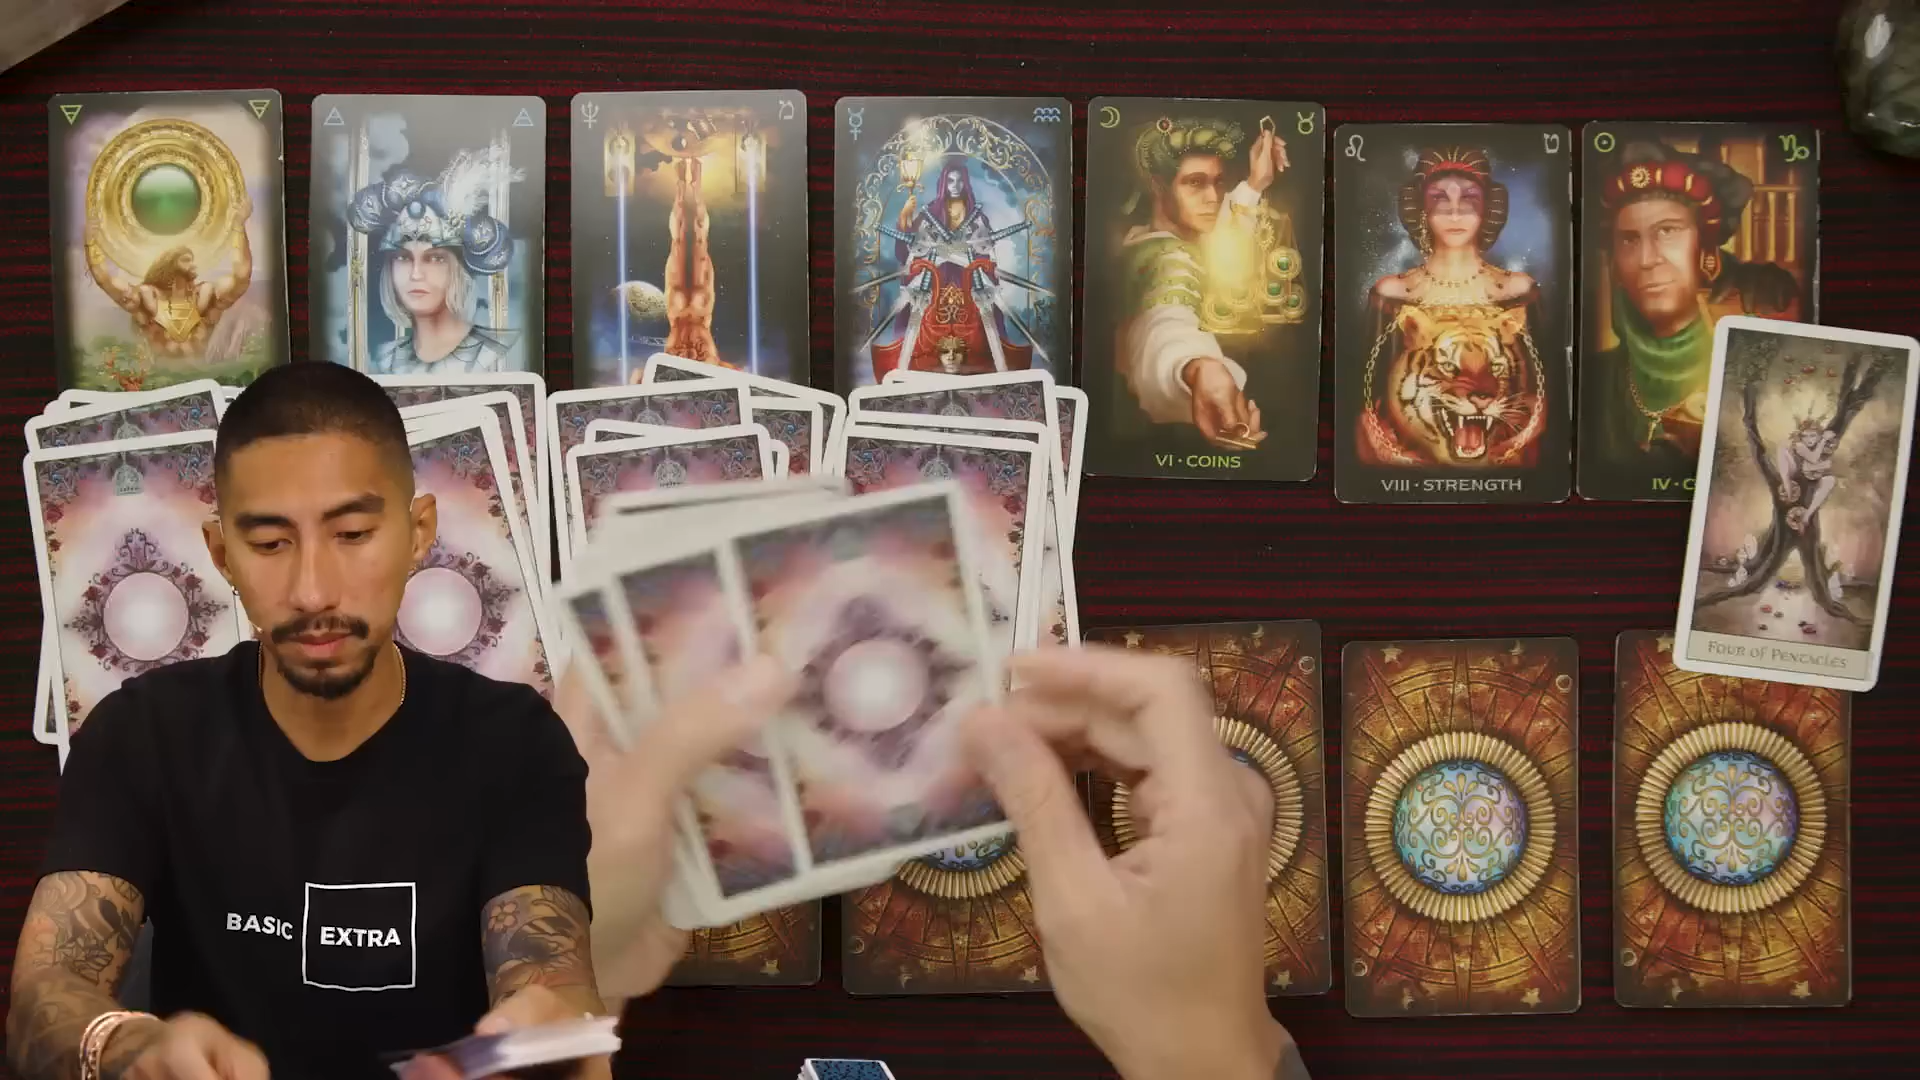 VI · COINS
VIII · STRENGTH
IV · C
FOUR OF PENTACLES
BASIC EXTRA